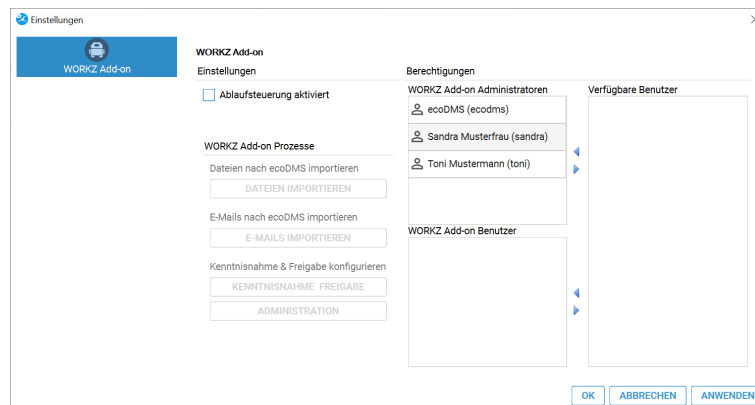 Einstellungen
WORKZ Add-on
WORKZ Add-on
Einstellungen
Ablaufsteuerung aktiviert
WORKZ Add-on Prozesse
Dateien nach ecoDMS importieren
DATEIEN IMPORTIEREN
E-Mails nach ecoDMS importieren
E-MAILS IMPORTIEREN
Kenntnisnahme & Freigabe konfigurieren
KENNTNISNAHME FREIGABE
ADMINISTRATION
Berechtigungen
WORKZ Add-on Administratoren
ecoDMS (ecodms)
Sandra Musterfrau (sandra)
Toni Mustermann (toni)
WORKZ Add-on Benutzer
Verfügbare Benutzer
OK
ABBRECHEN
ANWENDEN